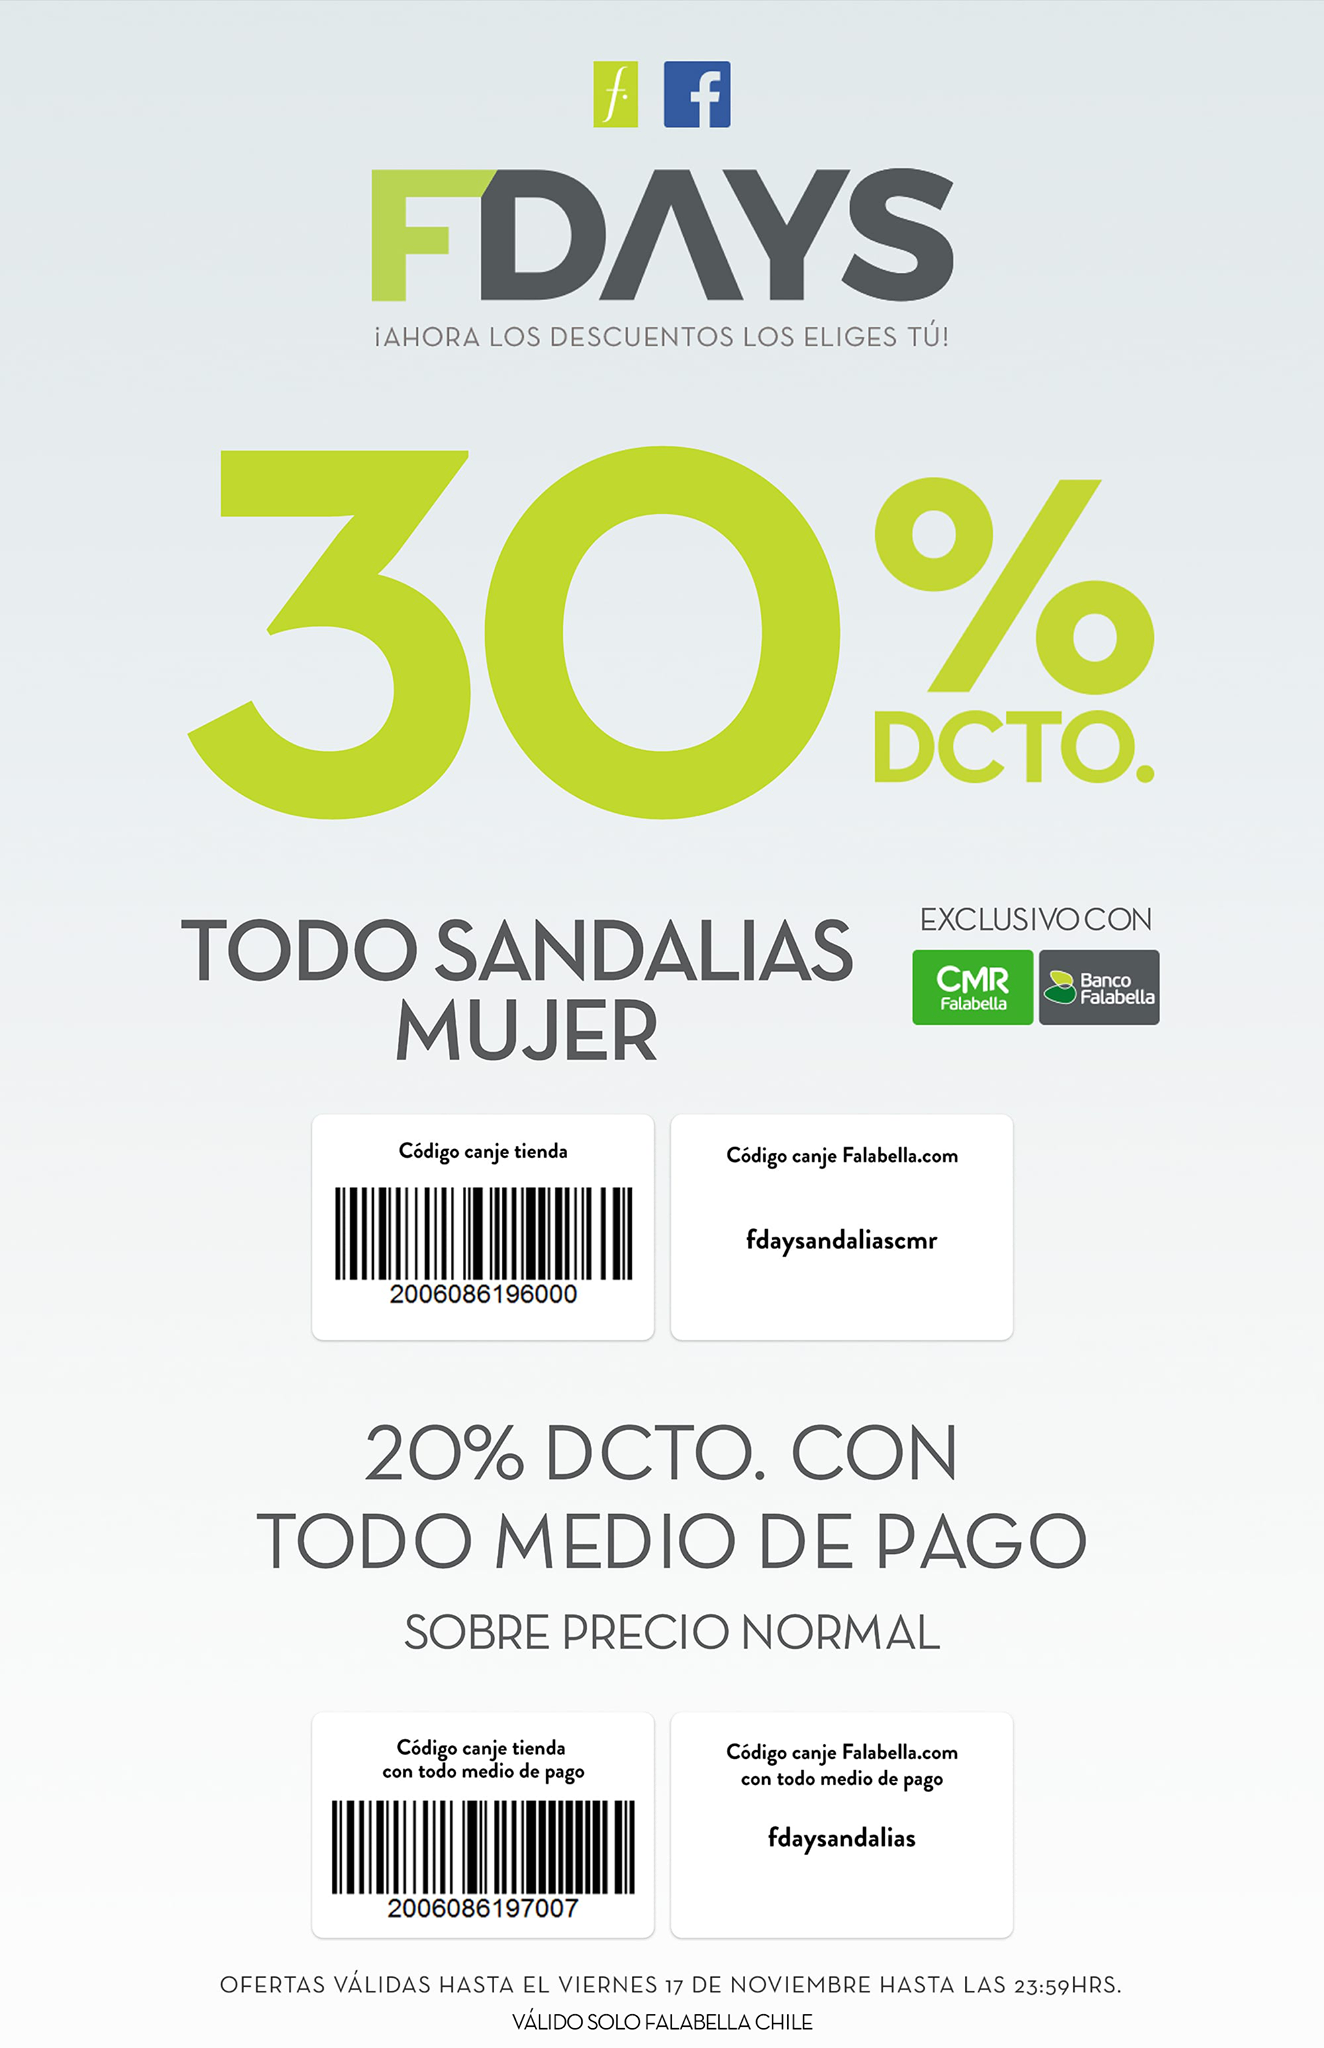 f.
f
FDAYS
¡AHORA LOS DESCUENTOS LOS ELIGES TÚ!
30%
DCTO.
TODO SANDALIAS
MUJER
EXCLUSIVO CON
CMR
Falabella
Banco
Falabella
Código canje tienda
2006086196000
Código canje Falabella.com
fdaysandaliascmr
20% DCTO. CON
TODO MEDIO DE PAGO
SOBRE PRECIO NORMAL
Código canje tienda
con todo medio de pago
2006086197007
Código canje Falabella.com
con todo medio de pago
fdaysandalias
OFERTAS VÁLIDAS HASTA EL VIERNES 17 DE NOVIEMBRE HASTA LAS 23:59HRS.
VÁLIDO SOLO FALABELLA CHILE